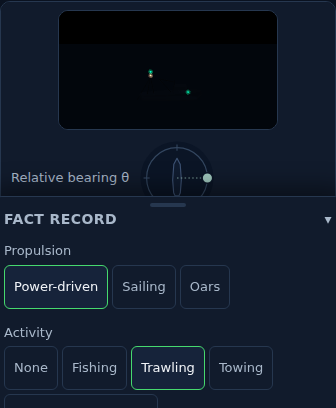 Relative bearing θ
FACT RECORD ▼
Propulsion
Power-driven Sailing Oars
Activity
None Fishing Trawling Towing